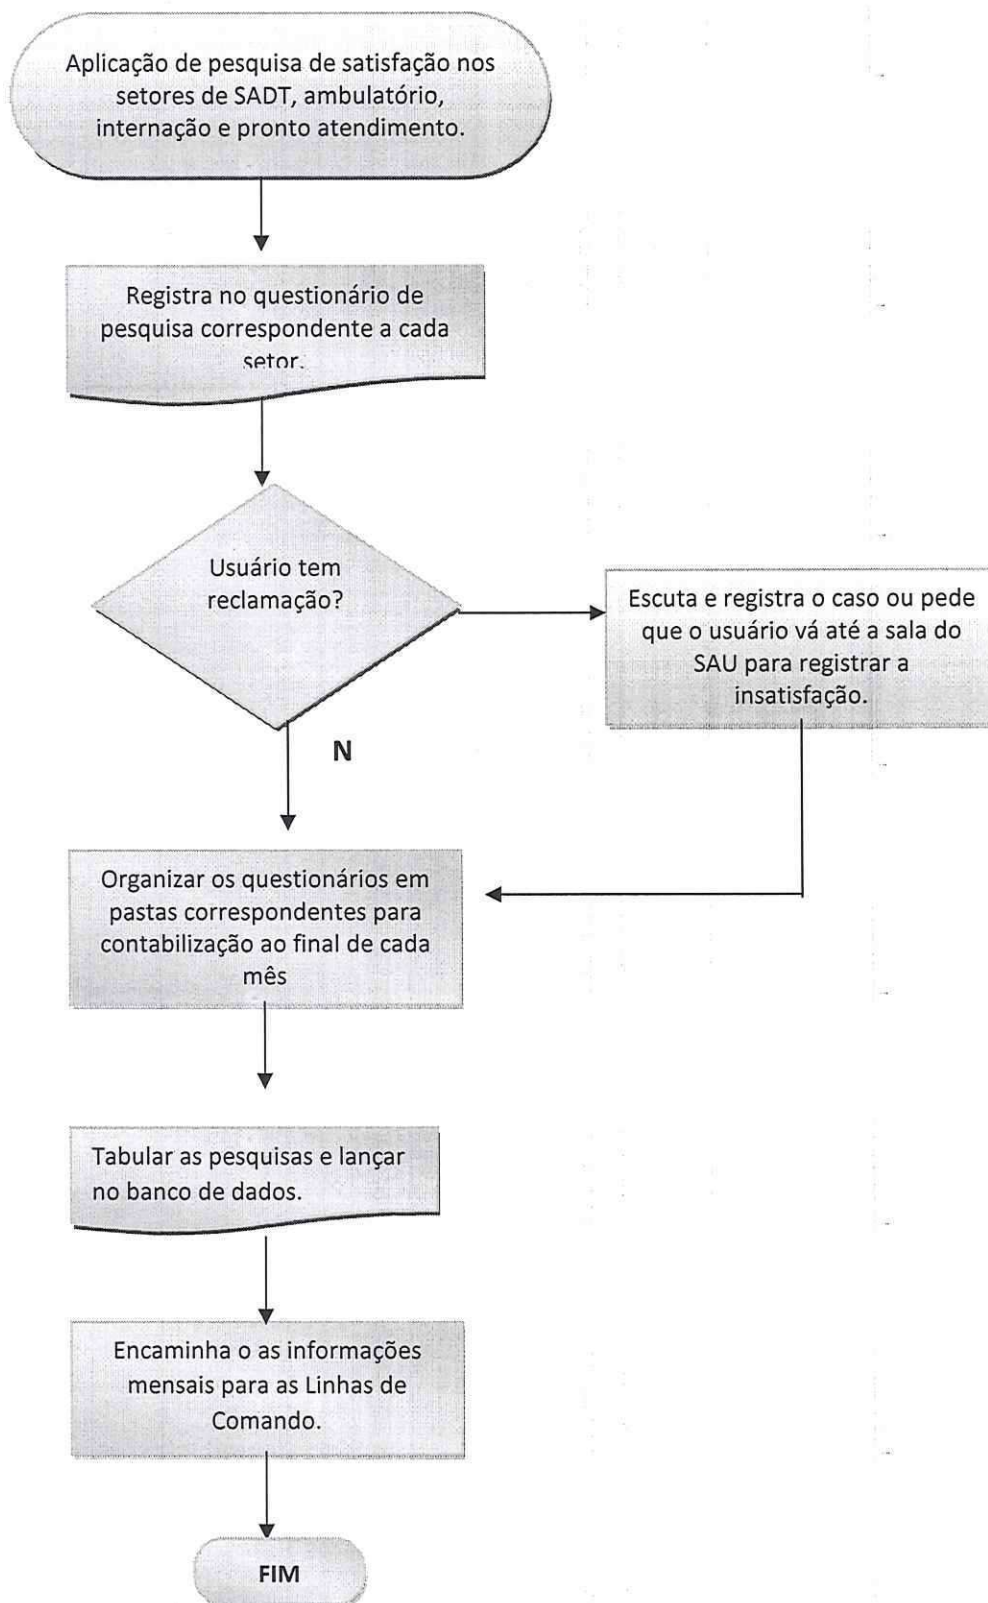 Aplicação de pesquisa de satisfação nos
setores de SADT, ambulatório,
internação e pronto atendimento.
Registra no questionário de
pesquisa correspondente a cada
setor.
Usuário tem
reclamação?
Escuta e registra o caso ou pede
que o usuário vá até a sala do
SAU para registrar a
insatisfação.
N
Organizar os questionários em
pastas correspondentes para
contabilização ao final de cada
mês
Tabular as pesquisas e lançar
no banco de dados.
Encaminha o as informações
mensais para as Linhas de
Comando.
FIM